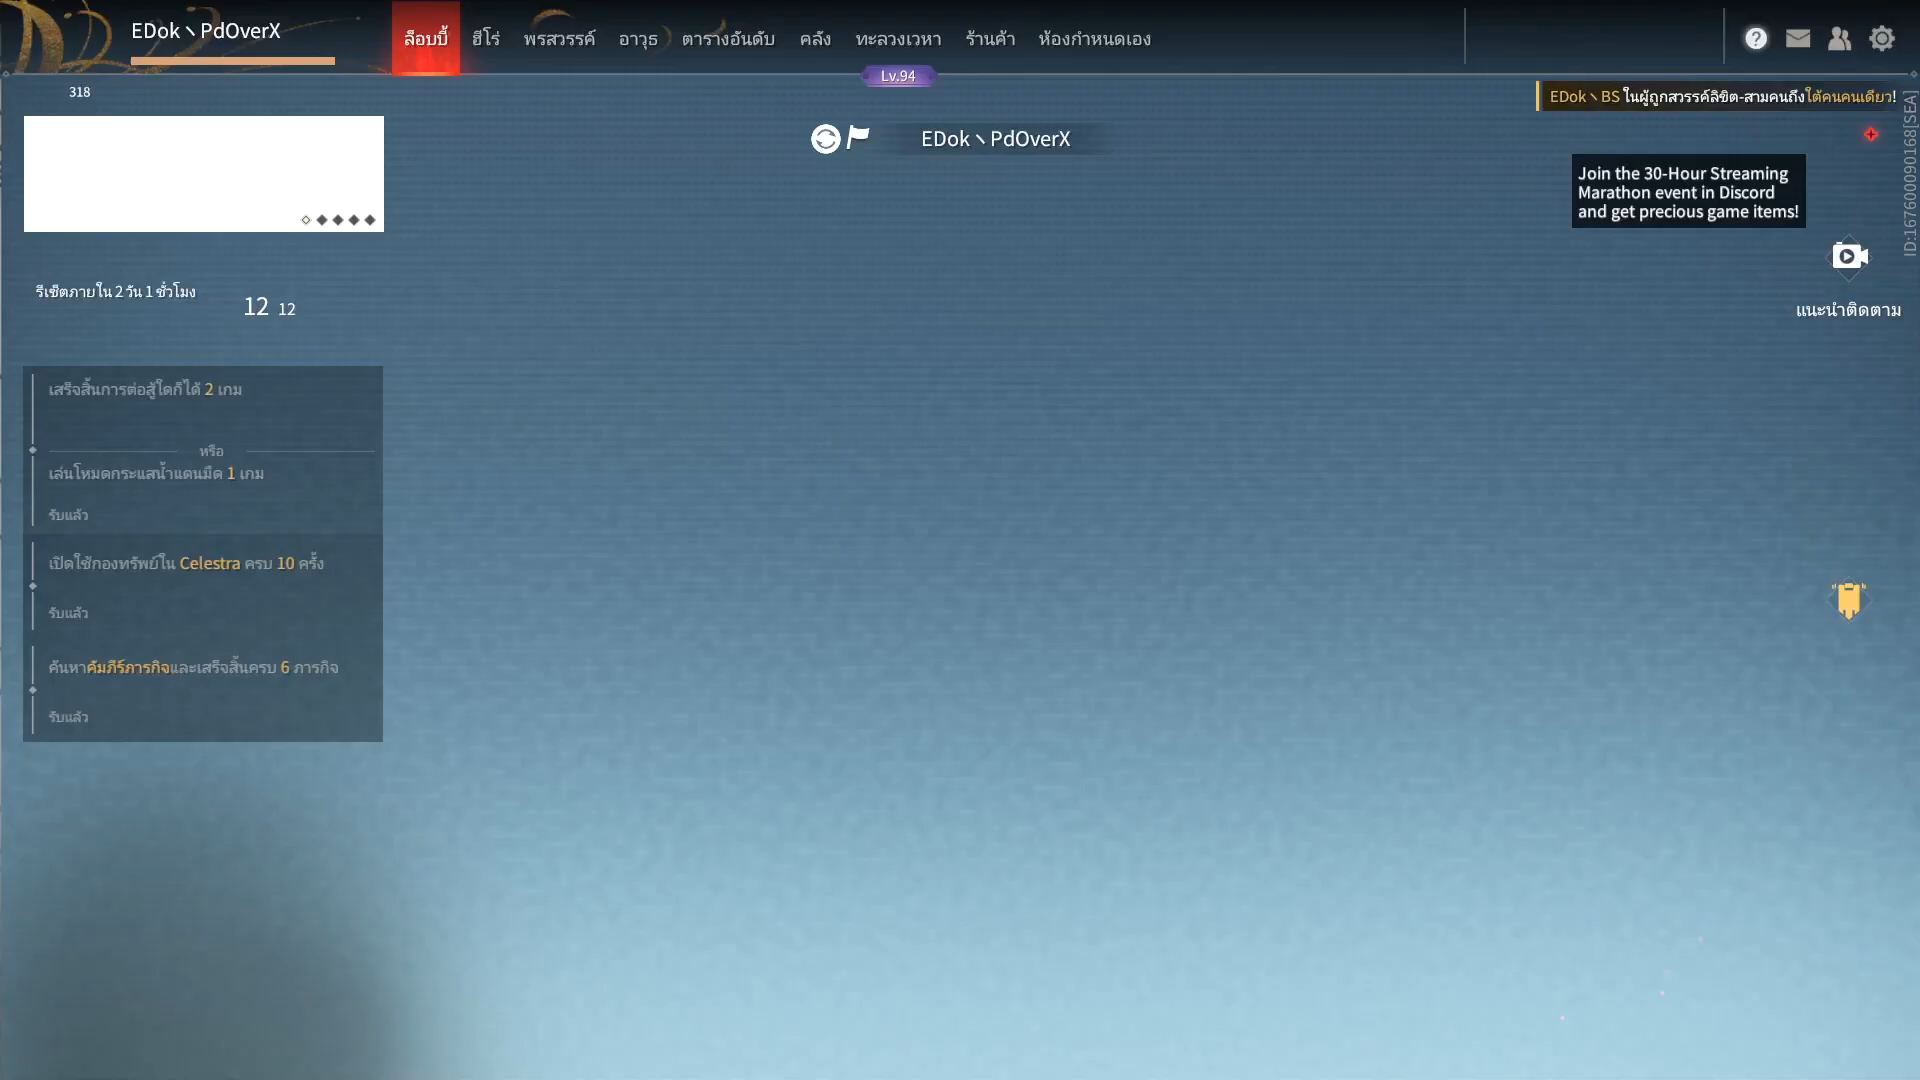 EDok丶PdOverX
ล็อบบี้ ฮีโร่ พรสวรรค์ อาวุธ ตารางอันดับ คลัง ทะลวงเวหา ร้านค้า ห้องกำหนดเอง
Lv.94
318
EDok丶BS ในผู้ถูกสวรรค์ลิขิต-สามคนถึงใต้คนคนเดียว!
EDok丶PdOverX
ID:167600090168[SEA]
Join the 30-Hour Streaming
Marathon event in Discord
and get precious game items!
รีเซ็ตภายใน 2 วัน 1 ชั่วโมง
12 12
แนะนำติดตาม
เสร็จสิ้นการต่อสู้ใดก็ได้ 2 เกม
หรือ
เล่นโหมดกระแสน้ำแดนมืด 1 เกม
รับแล้ว
เปิดใช้กองทรัพย์ใน Celestra ครบ 10 ครั้ง
รับแล้ว
ค้นหาคัมภีร์ภารกิจและเสร็จสิ้นครบ 6 ภารกิจ
รับแล้ว